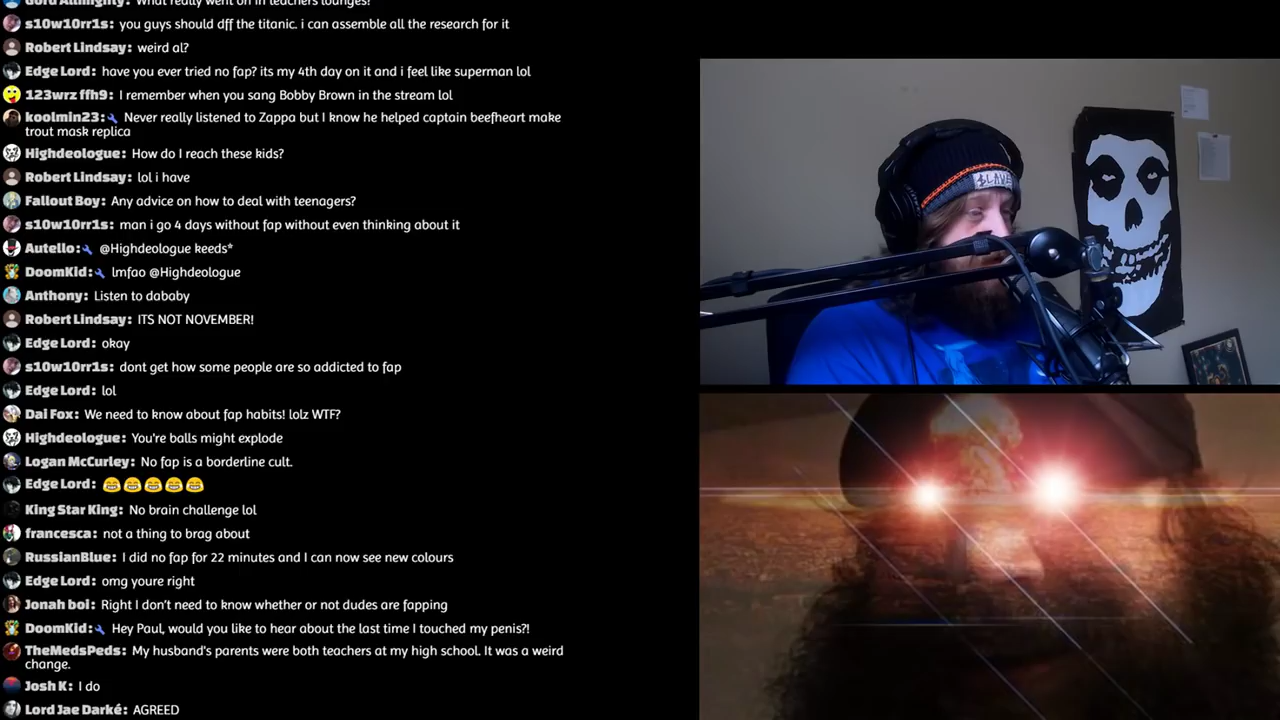 Gord Allmighty: What really went on in teachers lounges?
s10w10rr1s: you guys should dff the titanic. i can assemble all the research for it
Robert Lindsay: weird al?
Edge Lord: have you ever tried no fap? its my 4th day on it and i feel like superman lol
123wrz ffh9: I remember when you sang Bobby Brown in the stream lol
koolmin23: Never really listened to Zappa but I know he helped captain beefheart make
trout mask replica
Highdeologue: How do I reach these kids?
Robert Lindsay: lol i have
Fallout Boy: Any advice on how to deal with teenagers?
s10w10rr1s: man i go 4 days without fap without even thinking about it
Autello: @Highdeologue keeds*
DoomKid: lmfao @Highdeologue
Anthony: Listen to dababy
Robert Lindsay: ITS NOT NOVEMBER!
Edge Lord: okay
s10w10rr1s: dont get how some people are so addicted to fap
Edge Lord: lol
Dai Fox: We need to know about fap habits! lolz WTF?
Highdeologue: You're balls might explode
Logan McCurley: No fap is a borderline cult.
Edge Lord: 😂😂😂😂😂
King Star King: No brain challenge lol
francesca: not a thing to brag about
RussianBlue: I did no fap for 22 minutes and I can now see new colours
Edge Lord: omg youre right
Jonah boi: Right I don't need to know whether or not dudes are fapping
DoomKid: Hey Paul, would you like to hear about the last time I touched my penis?!
TheMedsPeds: My husband's parents were both teachers at my high school. It was a weird
change.
Josh K: I do
Lord Jae Darké: AGREED
SLAVE